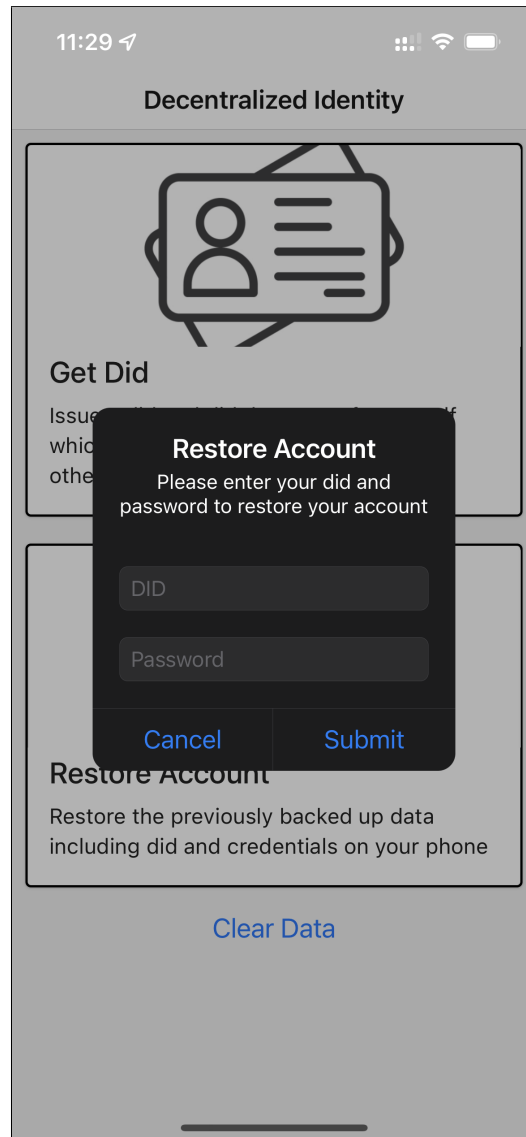 11:29
Decentralized Identity
Get Did
Issue
whic
othe
Restore Account
Please enter your did and
password to restore your account
DID
Password
Cancel Submit
Restore Account
Restore the previously backed up data
including did and credentials on your phone
Clear Data